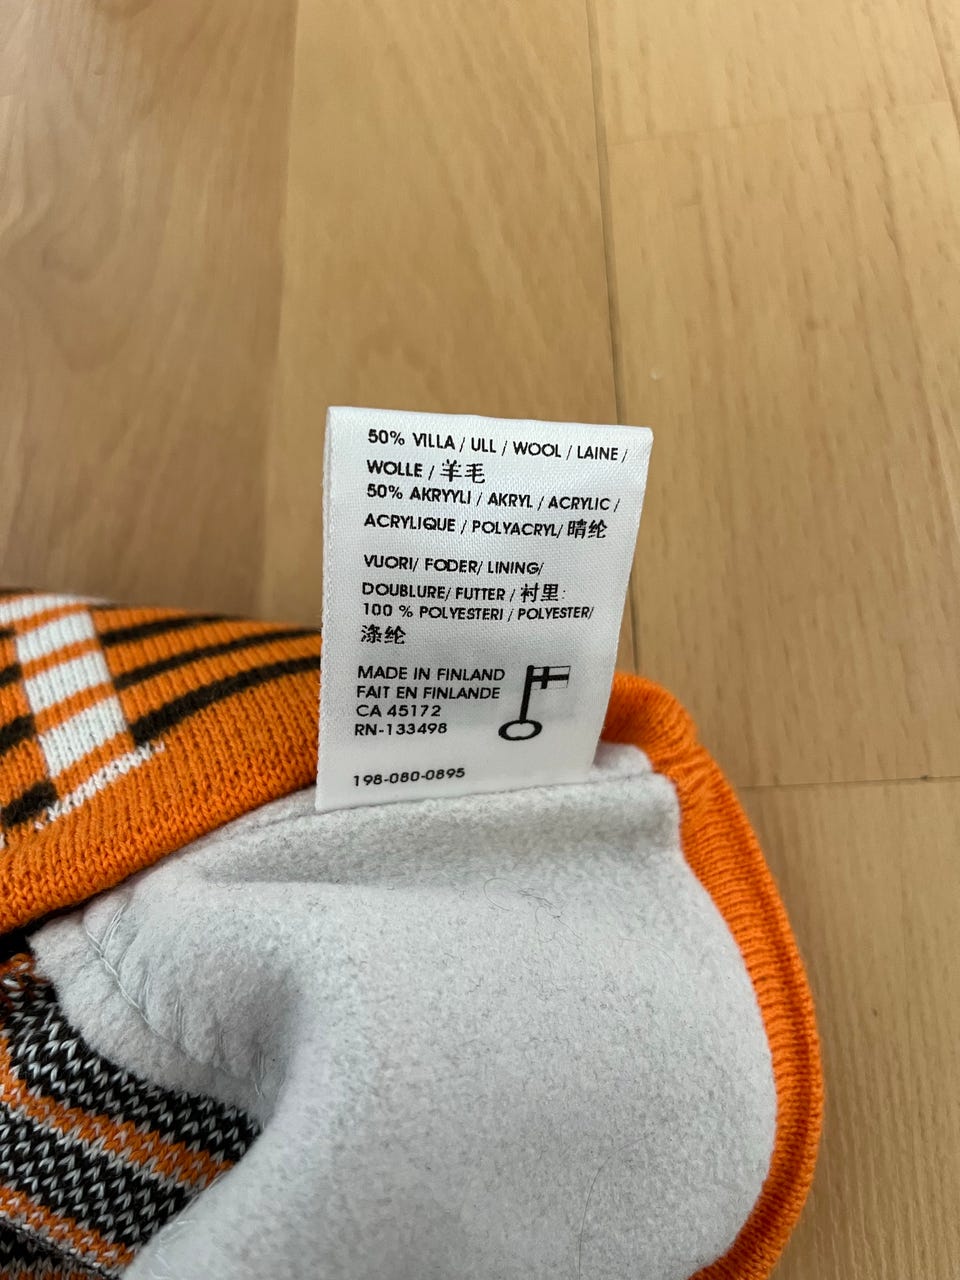 50% VILLA / ULL / WOOL / LAINE /
WOLLE / 羊毛
50% AKRYYLI / AKRYL / ACRYLIC /
ACRYLIQUE / POLYACRYL/ 晴纶
VUORI/ FODER/ LINING/
DOUBLURE/ FUTTER / 衬里:
100 % POLYESTERI / POLYESTER/
涤纶
MADE IN FINLAND
FAIT EN FINLANDE
CA 45172
RN-133498
198-080-0895